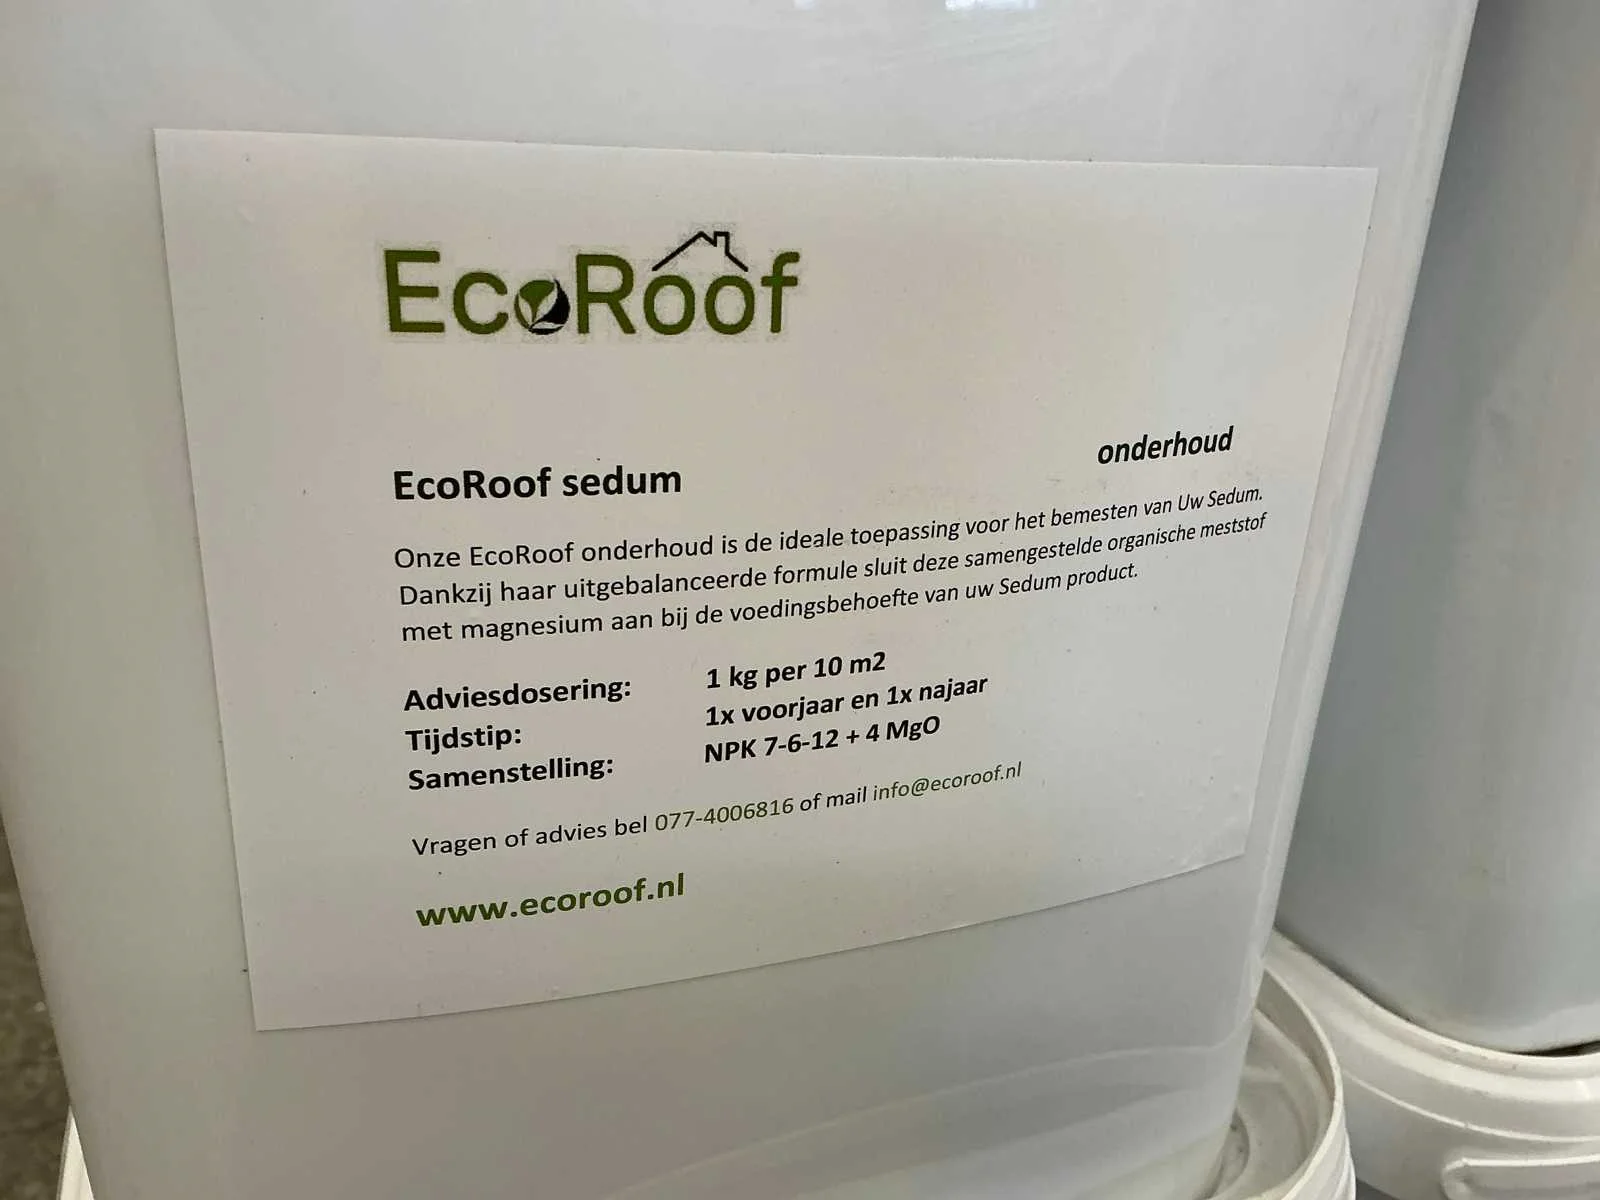 EcoRoof
EcoRoof sedum onderhoud
Onze EcoRoof onderhoud is de ideale toepassing voor het bemesten van Uw Sedum.
Dankzij haar uitgebalanceerde formule sluit deze samengestelde organische meststof
met magnesium aan bij de voedingsbehoefte van uw Sedum product.
Adviesdosering: 1 kg per 10 m2
Tijdstip: 1x voorjaar en 1x najaar
Samenstelling: NPK 7-6-12 + 4 MgO
Vragen of advies bel 077-4006816 of mail info@ecoroof.nl
www.ecoroof.nl